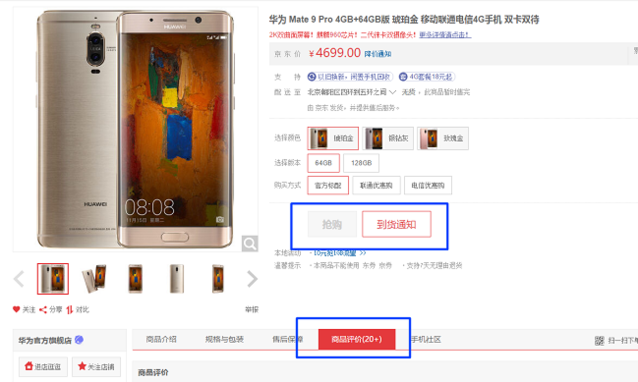 华为 Mate 9 Pro 4GB+64GB版 琥珀金 移动联通电信4G手机 双卡双待
2K双曲面屏幕！麒麟960芯片！二代徕卡双摄像头！更多详情请点击！
京东价 ￥4699.00 降价通知
支持 以旧换新，闲置手机回收 4G套餐18元起
配送至 北京朝阳区四环到五环之间 无货，此商品暂时售完
由 京东 发货，并提供售后服务。
选择颜色 琥珀金 银钻灰 玫瑰金
选择版本 64GB 128GB
购买方式 官方标配 联通优惠购 电信优惠购
抢购 到货通知
本地活动 ·10元抢1G流量 >>
温馨提示 ·本商品不能使用 东券 京券 ·支持7天无理由退货
HUAWEI
08:08
HUAWEI
关注 分享 对比 举报
华为官方旗舰店
进店逛逛 关注店铺
商品介绍 规格与包装 售后保障 商品评价(20+) 手机社区 扫一扫下单
商品评价